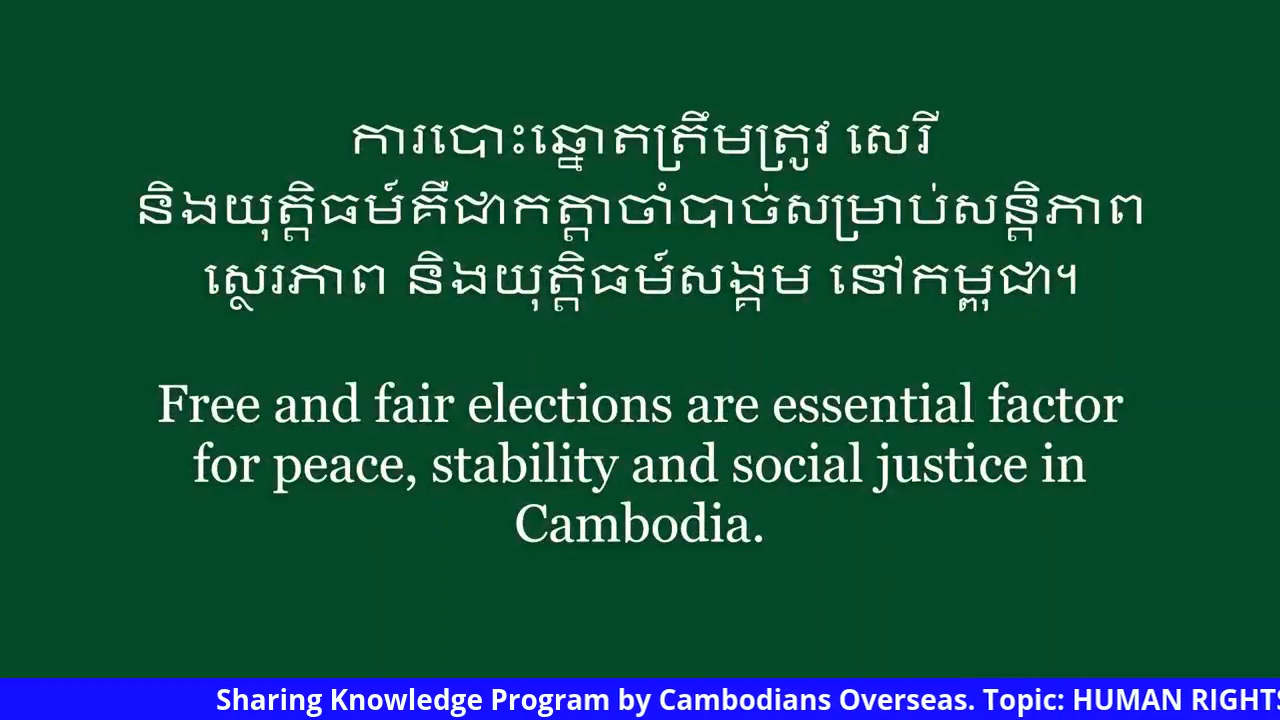 ការបោះឆ្នោតត្រឹមត្រូវ សេរី
និងយុត្តិធម៍គឺជាកត្តាចាំបាច់សម្រាប់សន្តិភាព
ស្ថេរភាព និងយុត្តិធម៍សង្គម នៅកម្ពុជា។
Free and fair elections are essential factor
for peace, stability and social justice in
Cambodia.
Sharing Knowledge Program by Cambodians Overseas. Topic: HUMAN RIGHTS